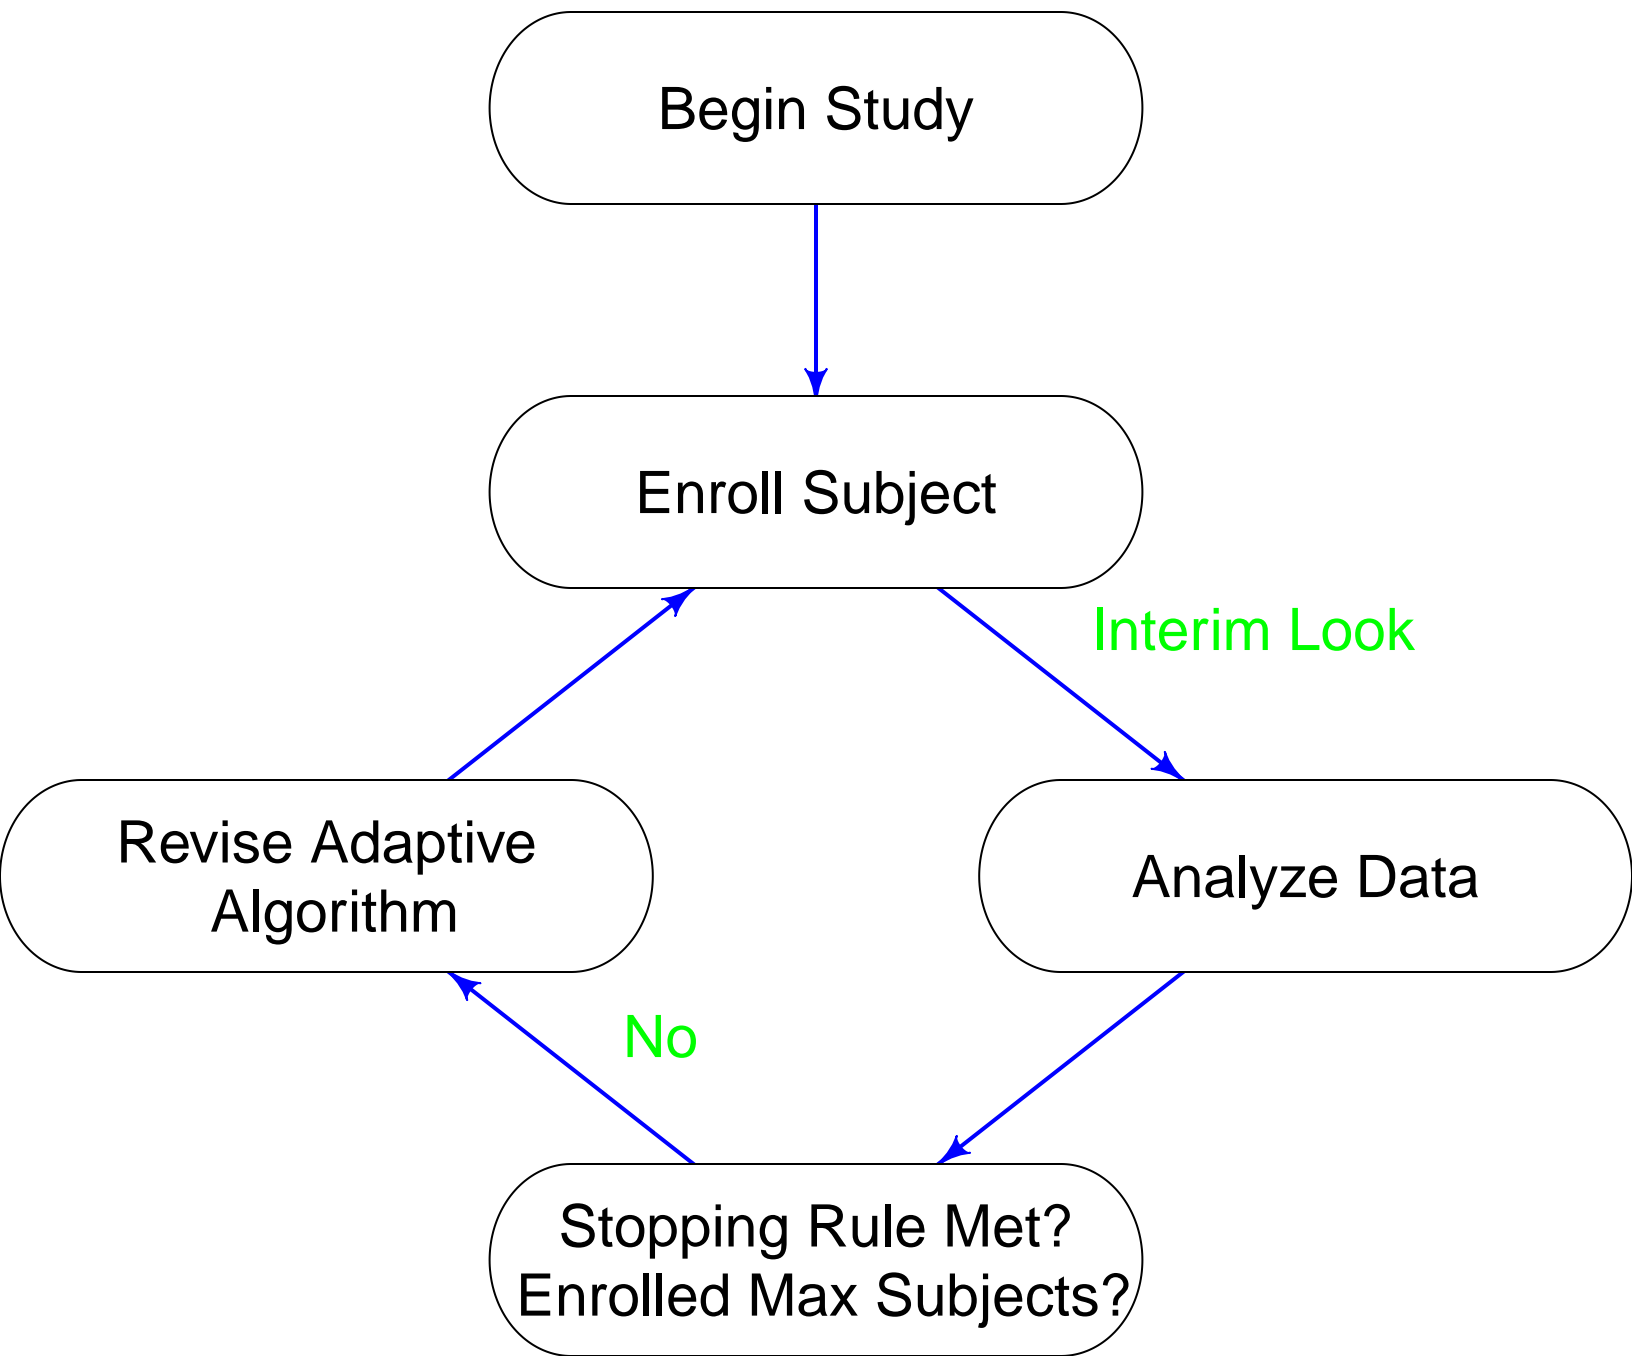 Begin Study
Enroll Subject
Interim Look
Revise Adaptive
Algorithm
Analyze Data
No
Stopping Rule Met?
Enrolled Max Subjects?